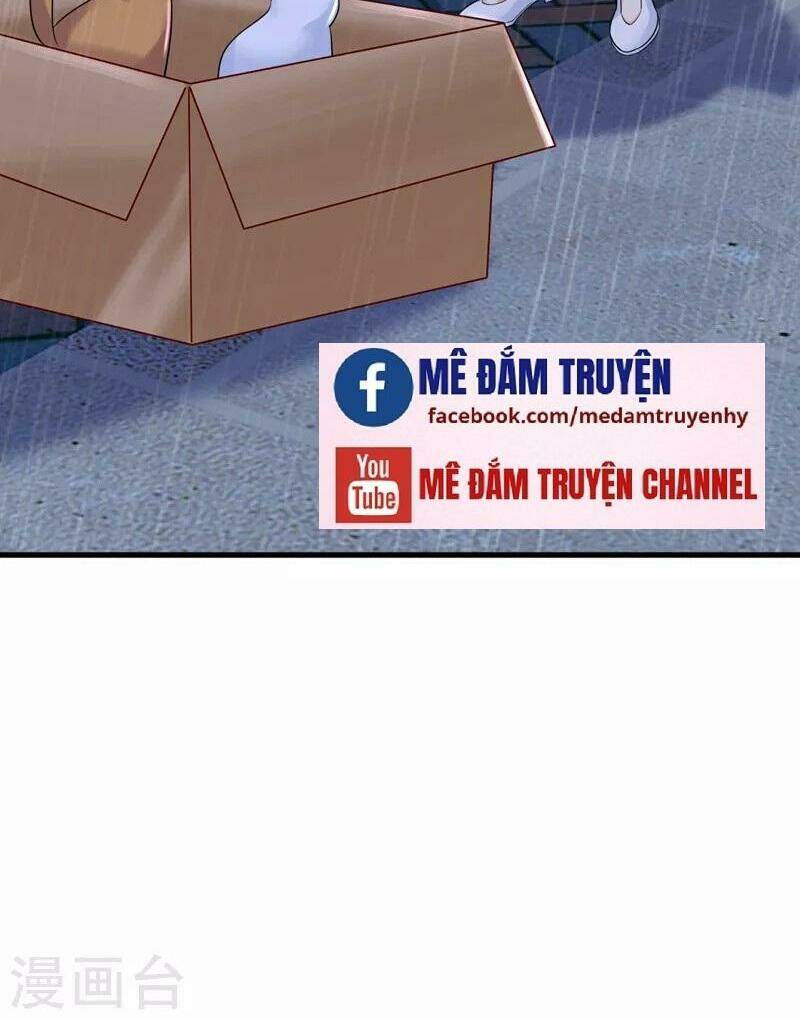 MÊ ĐẮM TRUYỆN
facebook.com/medamtruyenhy
You
Tube
MÊ ĐẮM TRUYỆN CHANNEL
漫画台